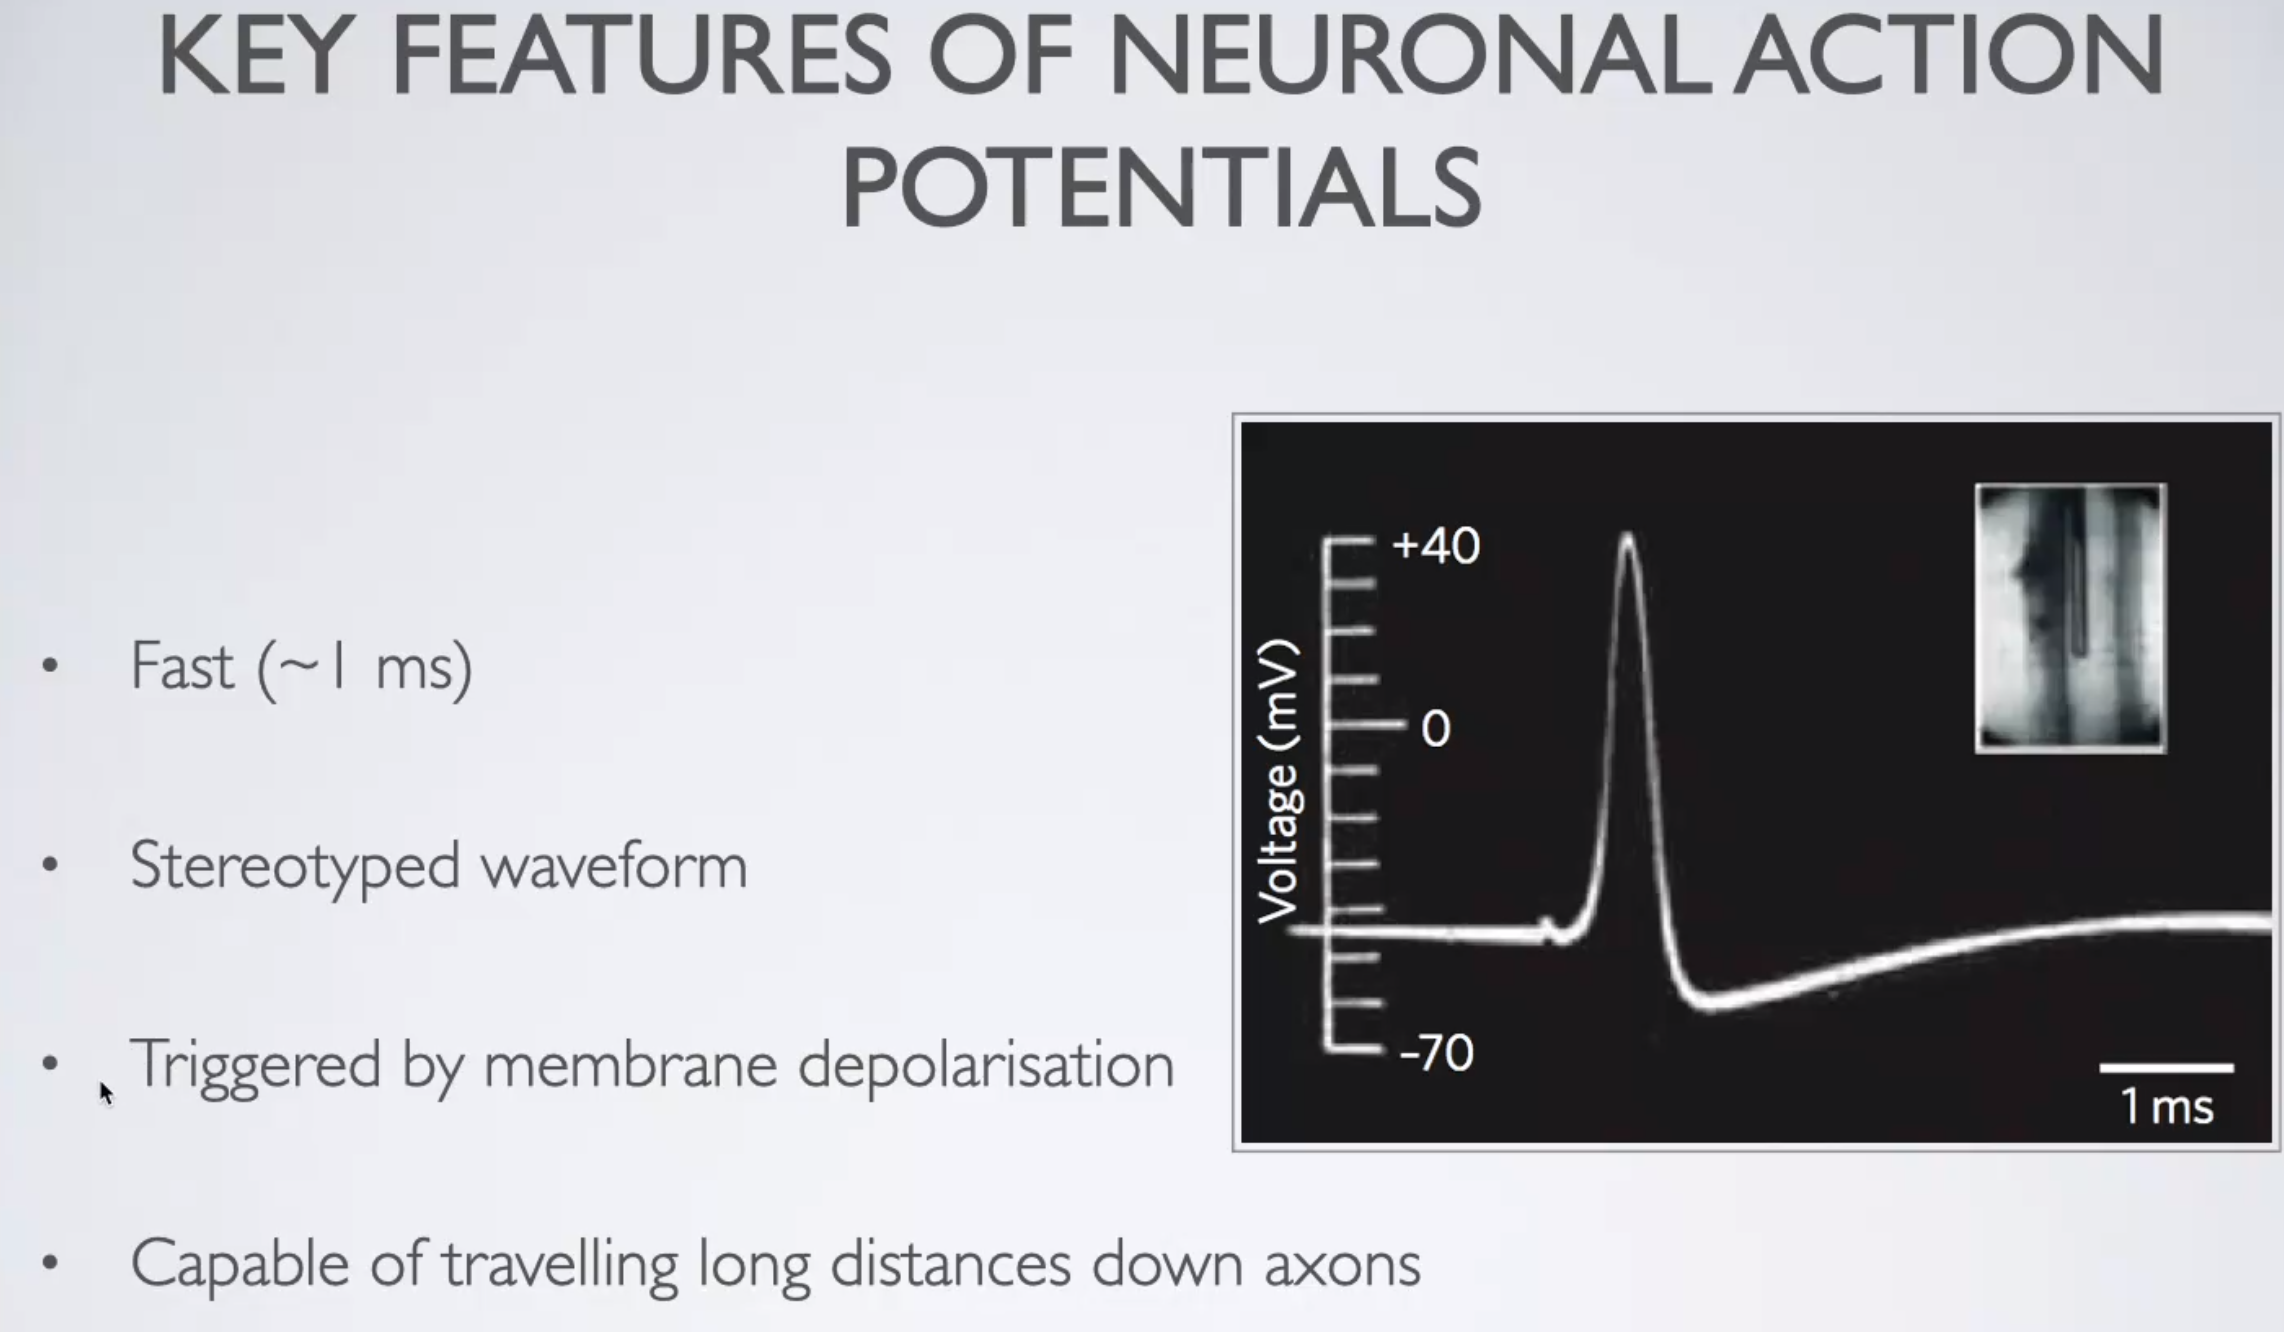 KEY FEATURES OF NEURONAL ACTION
POTENTIALS
• Fast (~1 ms)
• Stereotyped waveform
• Triggered by membrane depolarisation
• Capable of travelling long distances down axons
Voltage (mV)
+40
0
-70
1 ms